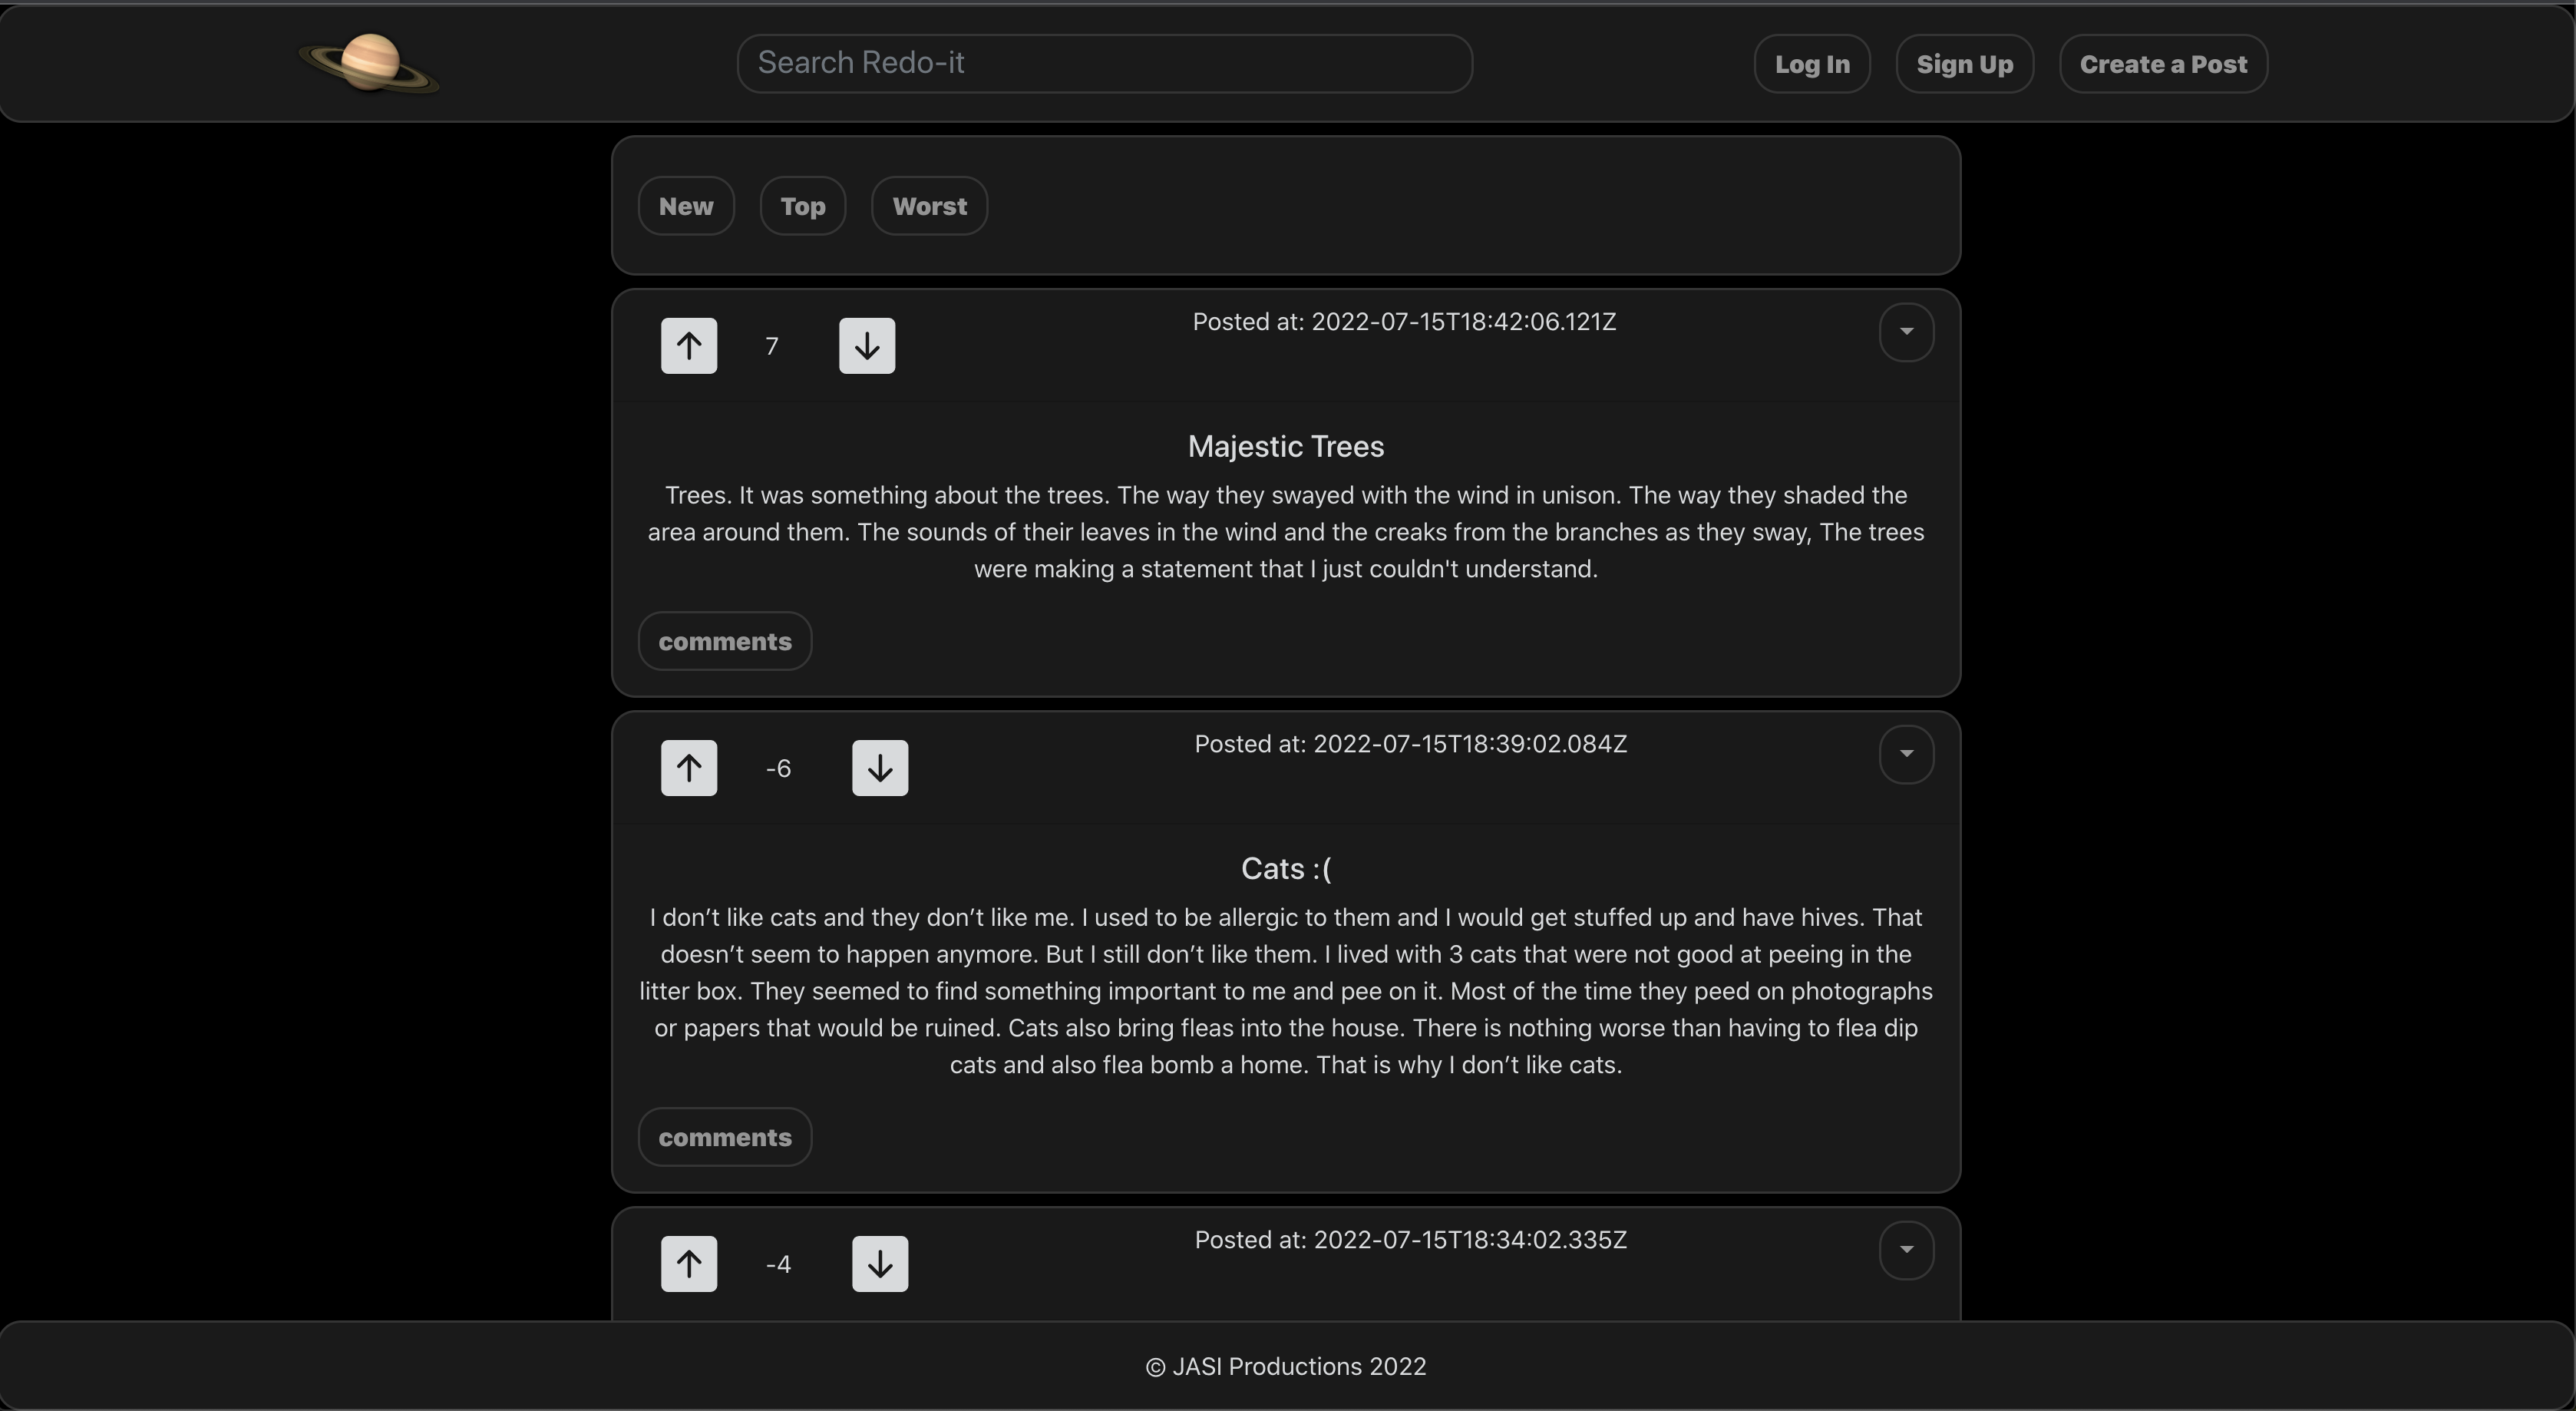 Search Redo-it
Log In
Sign Up
Create a Post
New
Top
Worst
7
Posted at: 2022-07-15T18:42:06.121Z
Majestic Trees
Trees. It was something about the trees. The way they swayed with the wind in unison. The way they shaded the
area around them. The sounds of their leaves in the wind and the creaks from the branches as they sway, The trees
were making a statement that I just couldn't understand.
comments
-6
Posted at: 2022-07-15T18:39:02.084Z
Cats :(
I don’t like cats and they don’t like me. I used to be allergic to them and I would get stuffed up and have hives. That
doesn’t seem to happen anymore. But I still don’t like them. I lived with 3 cats that were not good at peeing in the
litter box. They seemed to find something important to me and pee on it. Most of the time they peed on photographs
or papers that would be ruined. Cats also bring fleas into the house. There is nothing worse than having to flea dip
cats and also flea bomb a home. That is why I don’t like cats.
comments
-4
Posted at: 2022-07-15T18:34:02.335Z
© JASI Productions 2022